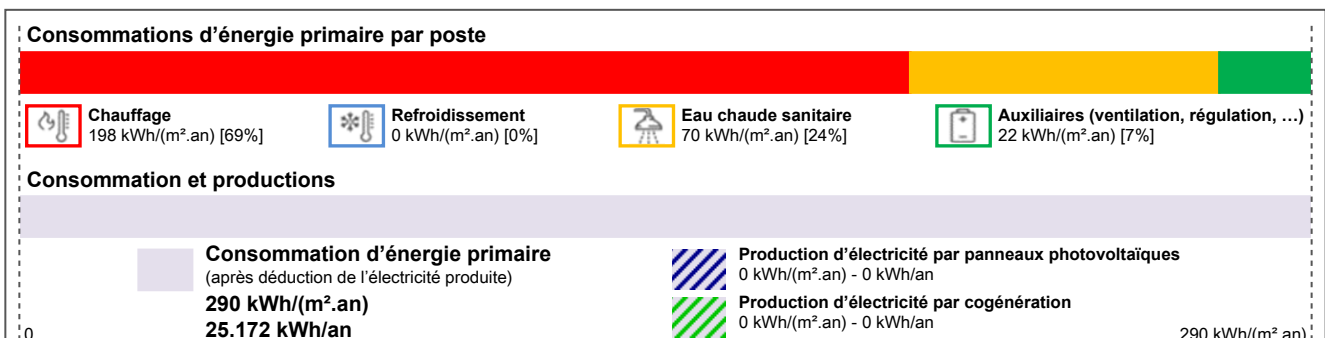 Consommations d’énergie primaire par poste
Chauffage
198 kWh/(m².an) [69%]
Refroidissement
0 kWh/(m².an) [0%]
Eau chaude sanitaire
70 kWh/(m².an) [24%]
Auxiliaires (ventilation, régulation, …)
22 kWh/(m².an) [7%]
Consommation et productions
Consommation d’énergie primaire
(après déduction de l’électricité produite)
290 kWh/(m².an)
25.172 kWh/an
Production d’électricité par panneaux photovoltaïques
0 kWh/(m².an) - 0 kWh/an
Production d’électricité par cogénération
0 kWh/(m².an) - 0 kWh/an
0
290 kWh/(m².an)